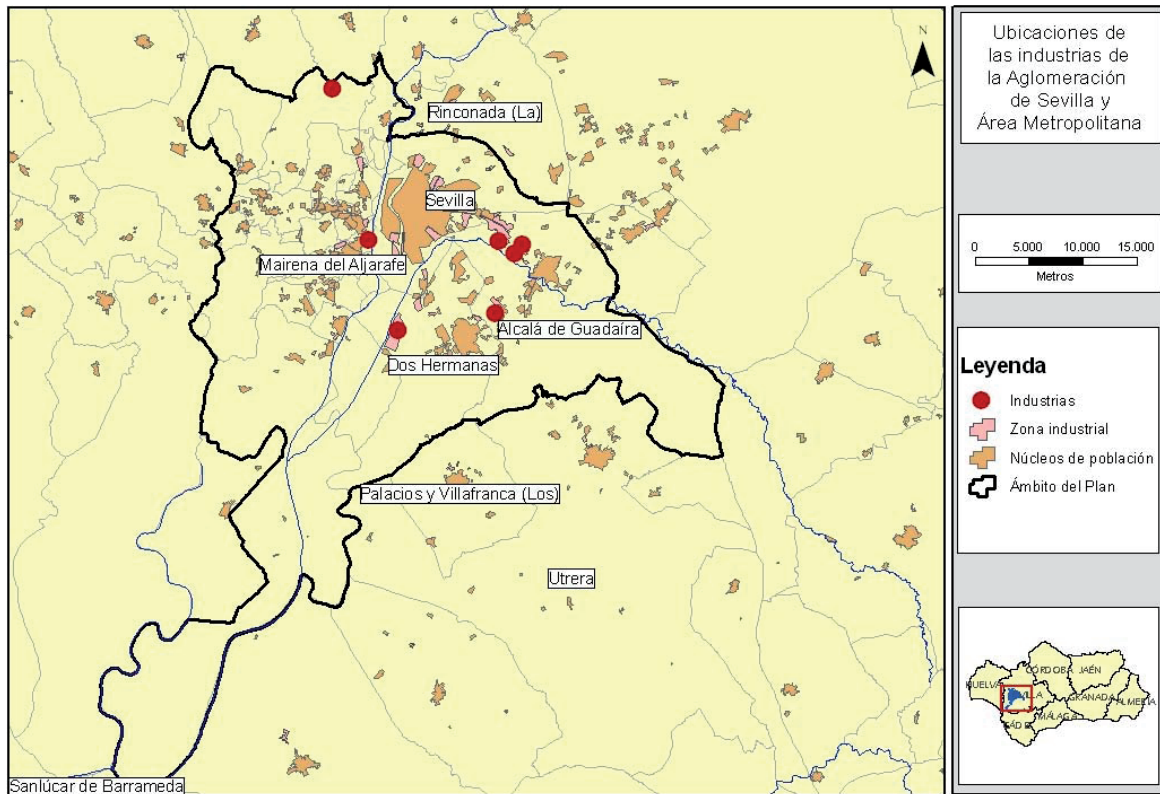 N
Rinconada (La)
Sevilla
Mairena del Aljarafe
Alcalá de Guadaíra
Dos Hermanas
Palacios y Villafranca (Los)
Utrera
Sanlúcar de Barrameda
Ubicaciones de
las industrias de
la Aglomeración
de Sevilla y
Área Metropolitana
0 5.000 10.000 15.000
Metros
Leyenda
Industrias
Zona industrial
Núcleos de población
Ámbito del Plan
CÓRDOBA JAÉN
HUELVA
GRANADA
ALMERÍA
MÁLAGA